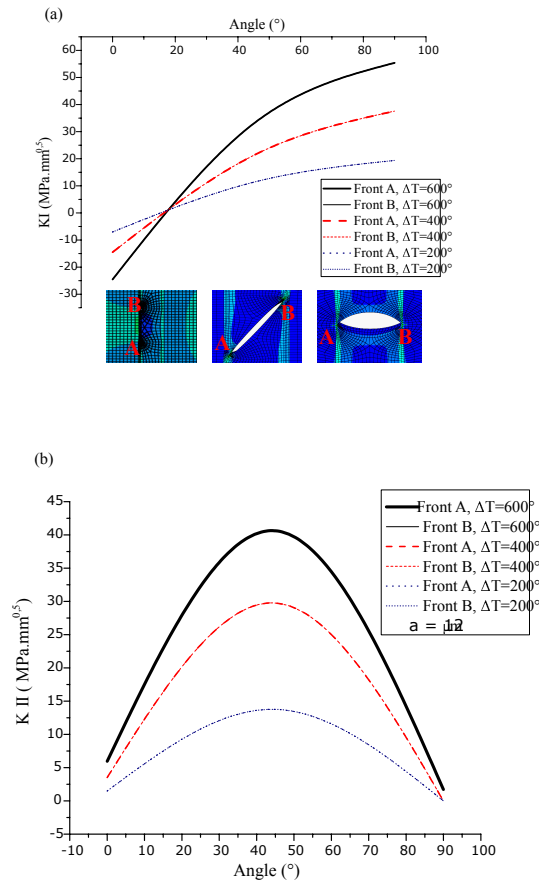 (a)
Angle (°)
0 20 40 60 80 100
60
50
40
30
20
10
0
-10
-20
-30
KI (MPa.mm^0,5)
Front A, ΔT=600°
Front B, ΔT=600°
Front A, ΔT=400°
Front B, ΔT=400°
Front A, ΔT=200°
Front B, ΔT=200°
B
A
A
B
A
B
(b)
45
40
35
30
25
20
15
10
5
0
-5
K II ( MPa.mm^0,5)
Front A, ΔT=600°
Front B, ΔT=600°
Front A, ΔT=400°
Front B, ΔT=400°
Front A, ΔT=200°
Front B, ΔT=200°
a = 12
-10 0 10 20 30 40 50 60 70 80 90 100
Angle (°)